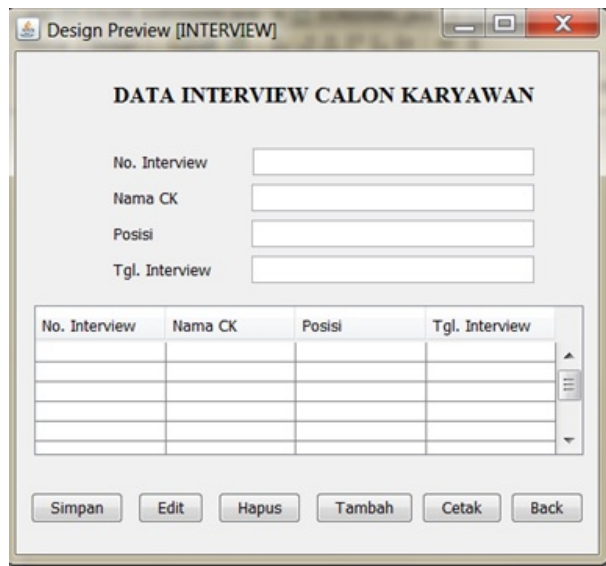 Design Preview [INTERVIEW]
DATA INTERVIEW CALON KARYAWAN
No. Interview
Nama CK
Posisi
Tgl. Interview
No. Interview Nama CK Posisi Tgl. Interview
Simpan Edit Hapus Tambah Cetak Back